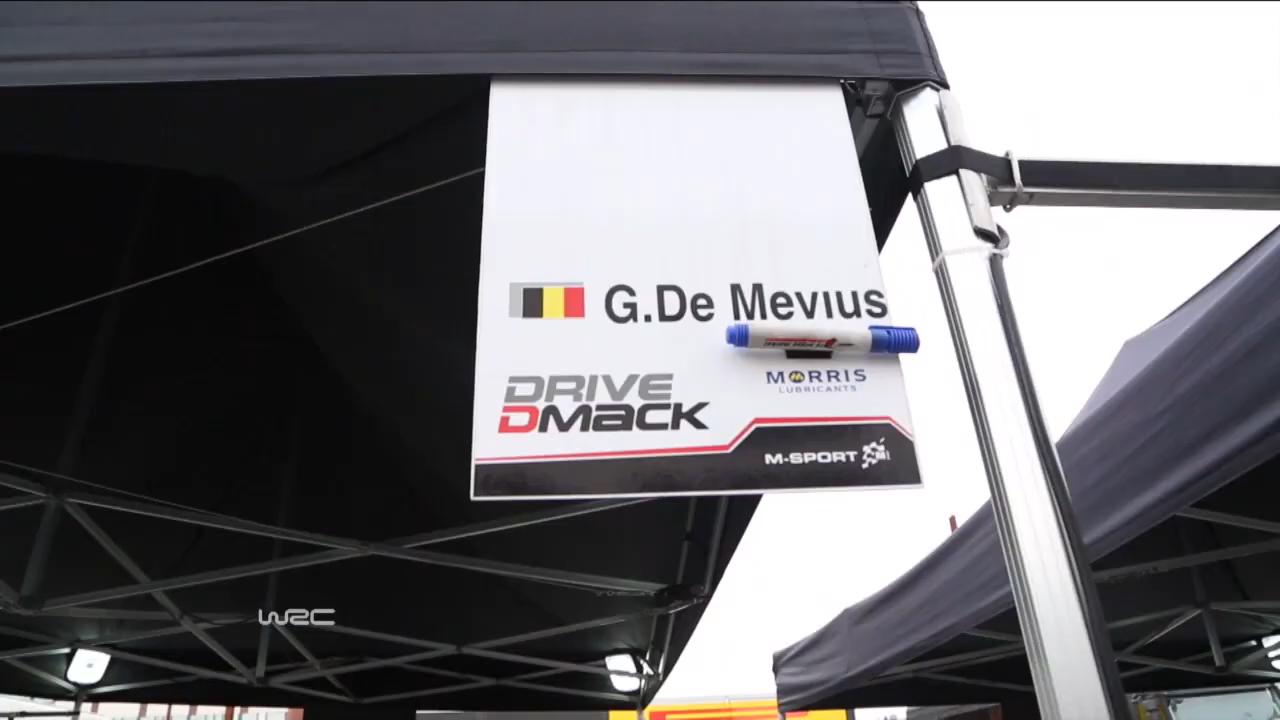 G.De Mevius
DRIVE
DMACK
MORRIS
LUBRICANTS
M-SPORT
WRC